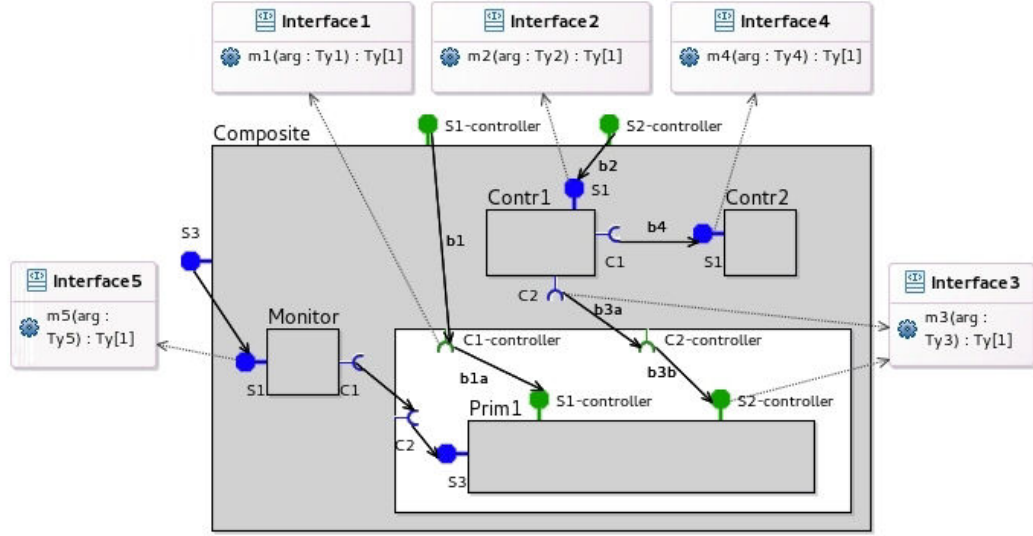 Interface1
m1(arg : Ty1) : Ty[1]
Interface2
m2(arg : Ty2) : Ty[1]
Interface4
m4(arg : Ty4) : Ty[1]
S1-controller
S2-controller
Composite
b2
S1
Contr1
Contr2
b1
b4
S3
C1
S1
Interface5
m5(arg :
Ty5) : Ty[1]
Interface3
m3(arg :
Ty3) : Ty[1]
C2
b3a
Monitor
C1-controller
C2-controller
b1a
b3b
S1
C1
Prim1
S1-controller
S2-controller
C2
S3